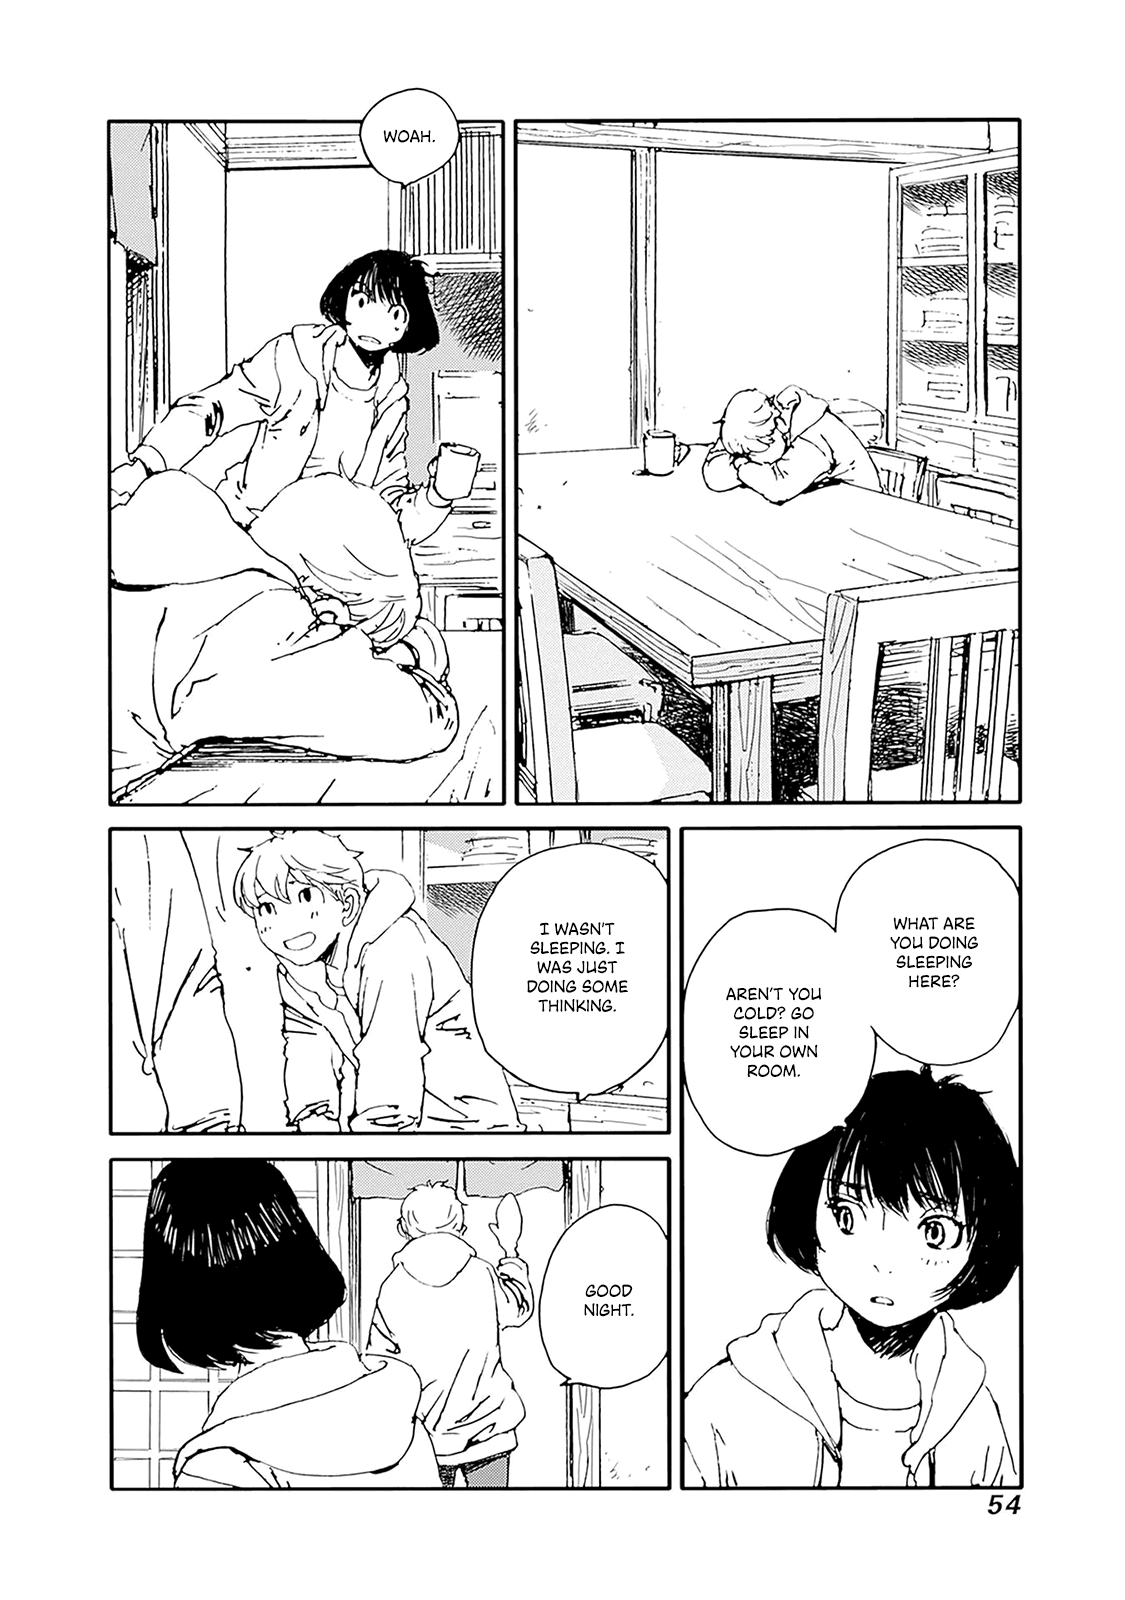 WOAH.
WHAT ARE
YOU DOING
SLEEPING
HERE?
AREN'T YOU
COLD? GO
SLEEP IN
YOUR OWN
ROOM.
I WASN'T
SLEEPING. I
WAS JUST
DOING SOME
THINKING.
GOOD
NIGHT.
54